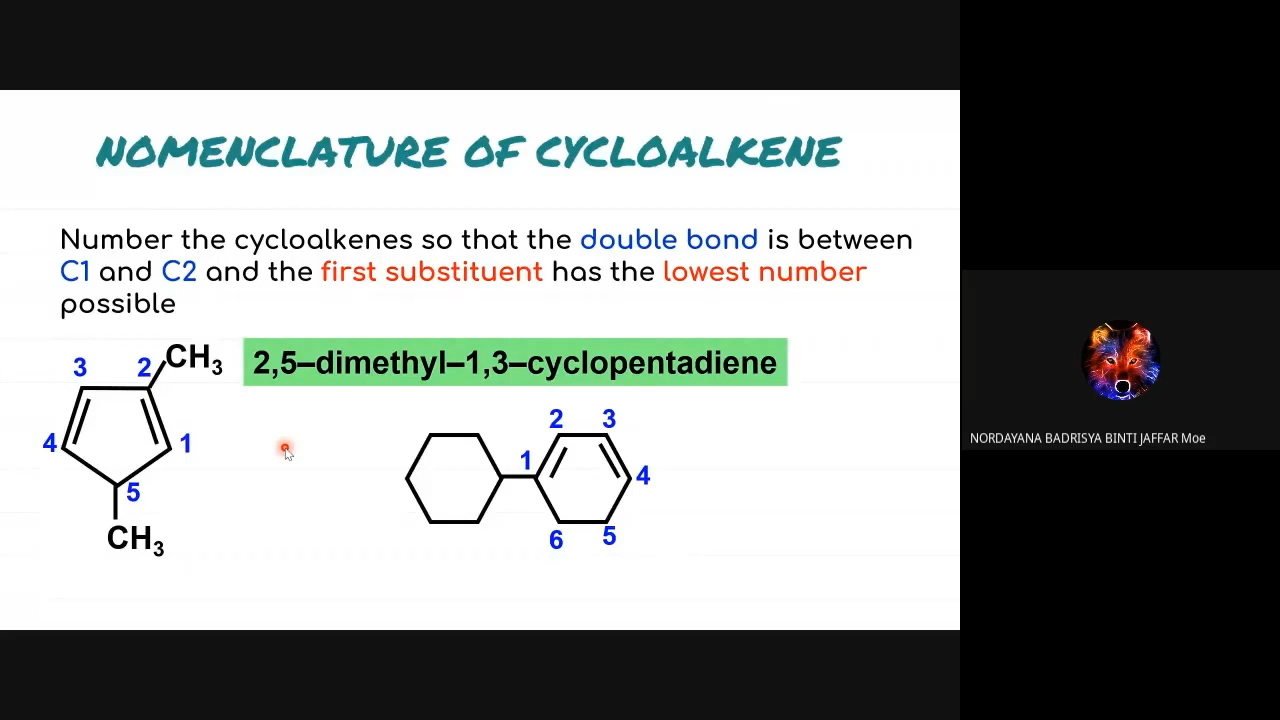 NOMENCLATURE OF CYCLOALKENE
Number the cycloalkenes so that the double bond is between
C1 and C2 and the first substituent has the lowest number
possible
3 2 CH3
4 1
5
CH3
2,5–dimethyl–1,3–cyclopentadiene
2 3
1 4
6 5
NORDAYANA BADRISYA BINTI JAFFAR Moe